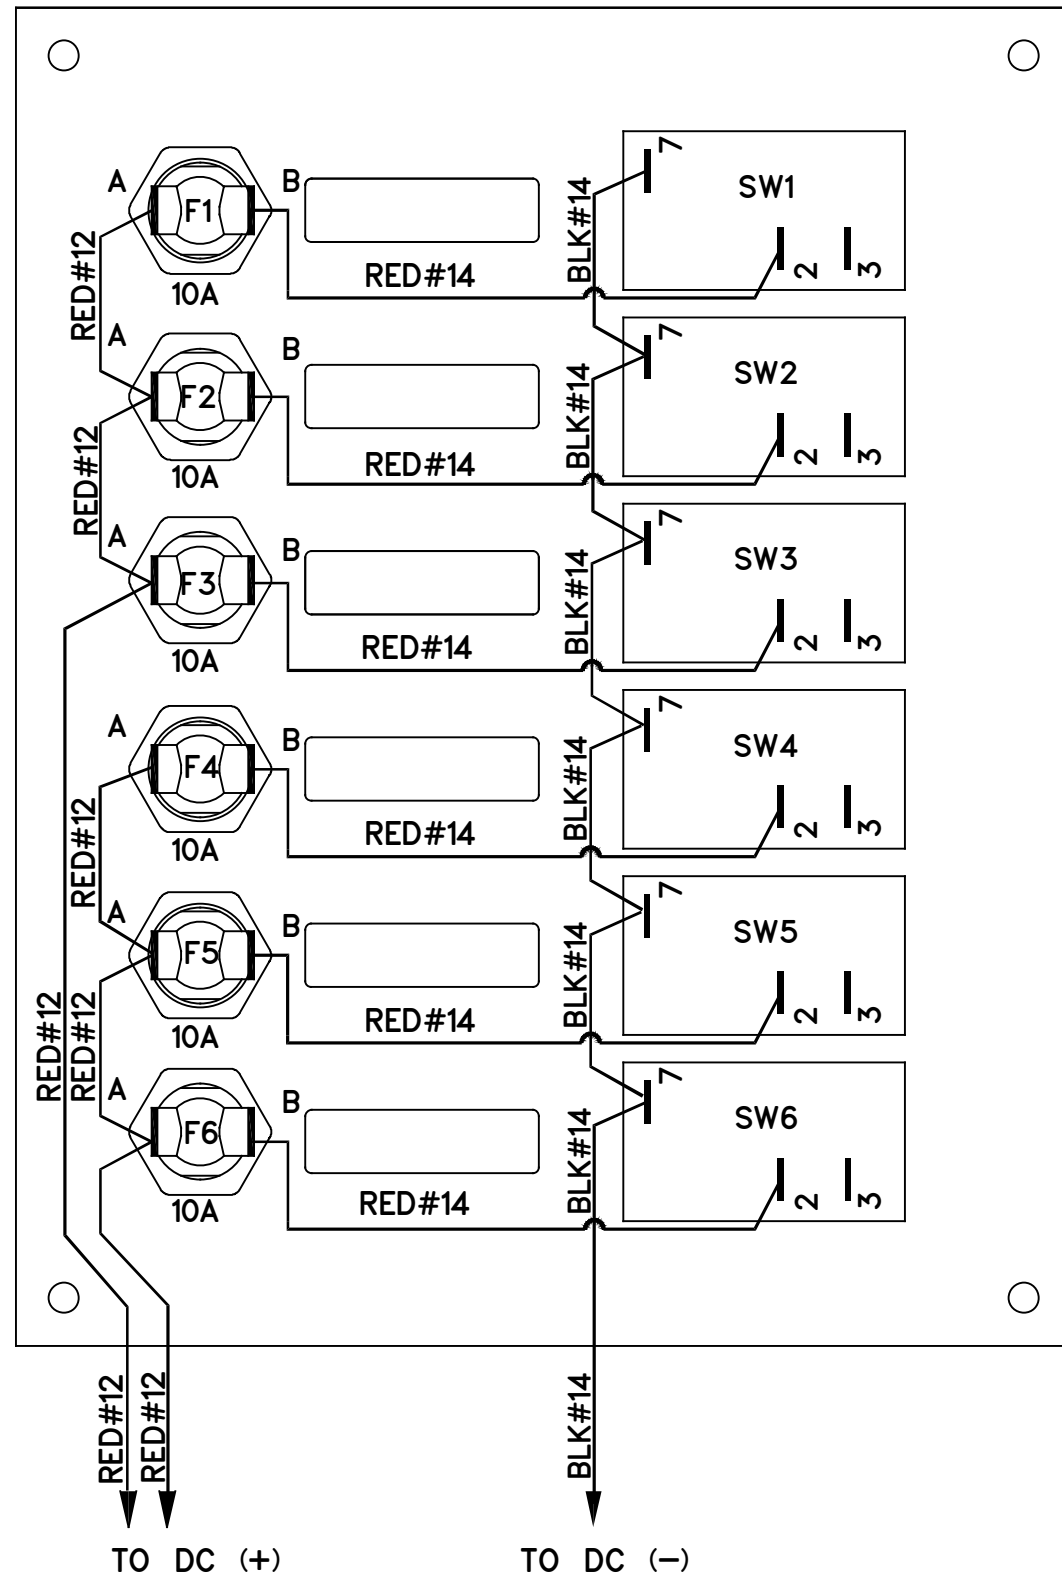 A
F1
B
7
SW1
BLK#14
RED#12
RED#14
2
3
10A
A
F2
B
7
SW2
BLK#14
RED#12
RED#14
2
3
10A
A
F3
B
7
SW3
BLK#14
RED#14
2
3
10A
A
F4
B
7
SW4
BLK#14
RED#12
RED#14
2
3
10A
A
F5
B
7
SW5
BLK#14
RED#12
RED#12
RED#14
2
3
10A
A
F6
B
7
SW6
BLK#14
RED#14
2
3
10A
RED#12
RED#12
BLK#14
TO DC (+)
TO DC (−)